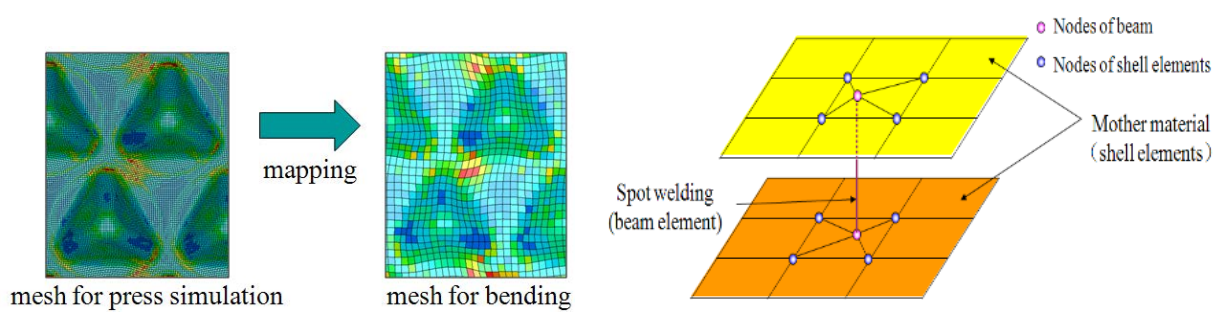 mapping
mesh for press simulation
mesh for bending
Nodes of beam
Nodes of shell elements
Mother material
(shell elements)
Spot welding
(beam element)